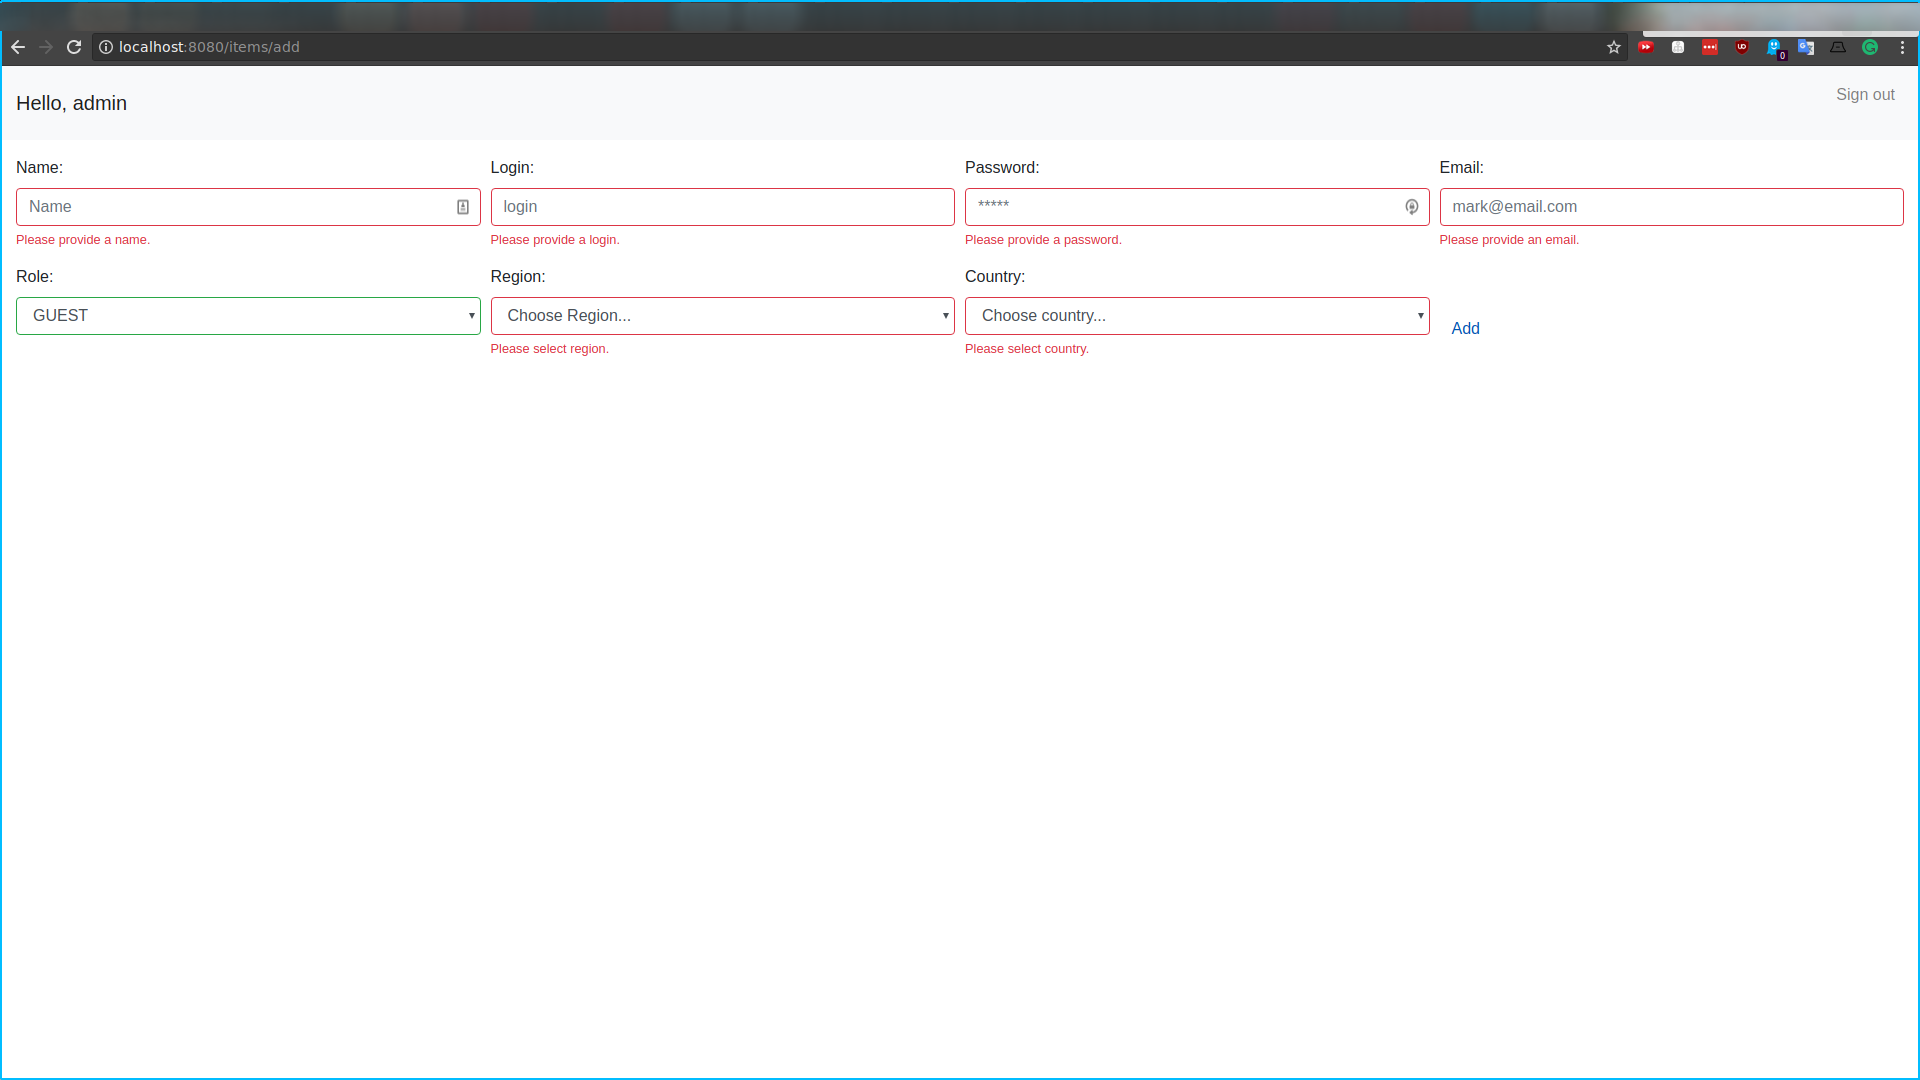 localhost:8080/items/add
0
Hello, admin
Sign out
Name: Login: Password: Email:
Name login ***** mark@email.com
Please provide a name. Please provide a login. Please provide a password. Please provide an email.
Role: Region: Country:
GUEST Choose Region... Choose country...
Add
Please select region. Please select country.